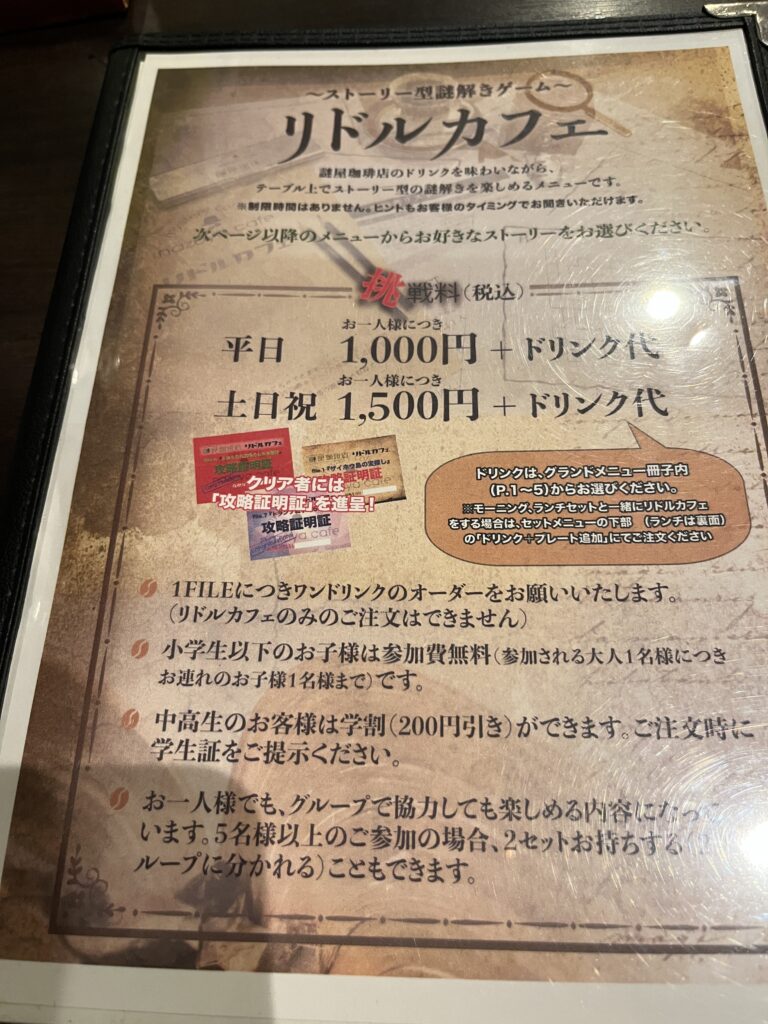 ～ストーリー型謎解きゲーム～
リドルカフェ
謎屋珈琲店のドリンクを味わいながら、
テーブル上でストーリー型の謎解きを楽しめるメニューです。
※制限時間はありません。ヒントもお客様のタイミングでお聞きいただけます。
次ページ以降のメニューからお好きなストーリーをお選びください。
挑戦料(税込)
お一人様につき
平日 1,000円 + ドリンク代
お一人様につき
土日祝 1,500円 + ドリンク代
謎屋珈琲店 リドルカフェ
攻略証明証
クリア者には
「攻略証明証」を進呈!
攻略証明証
ドリンクは、グランドメニュー冊子内
(P.1～5)からお選びください。
※モーニング、ランチセットと一緒にリドルカフェ
をする場合は、セットメニューの下部 (ランチは裏面)
の「ドリンク+プレート追加」にてご注文ください
1FILEにつきワンドリンクのオーダーをお願いいたします。
(リドルカフェのみのご注文はできません)
小学生以下のお子様は参加費無料(参加される大人1名様につき
お連れのお子様1名様まで)です。
中高生のお客様は学割(200円引き)ができます。ご注文時に
学生証をご提示ください。
お一人様でも、グループで協力しても楽しめる内容になって
います。5名様以上のご参加の場合、2セットお持ちする(2
ループに分かれる)こともできます。